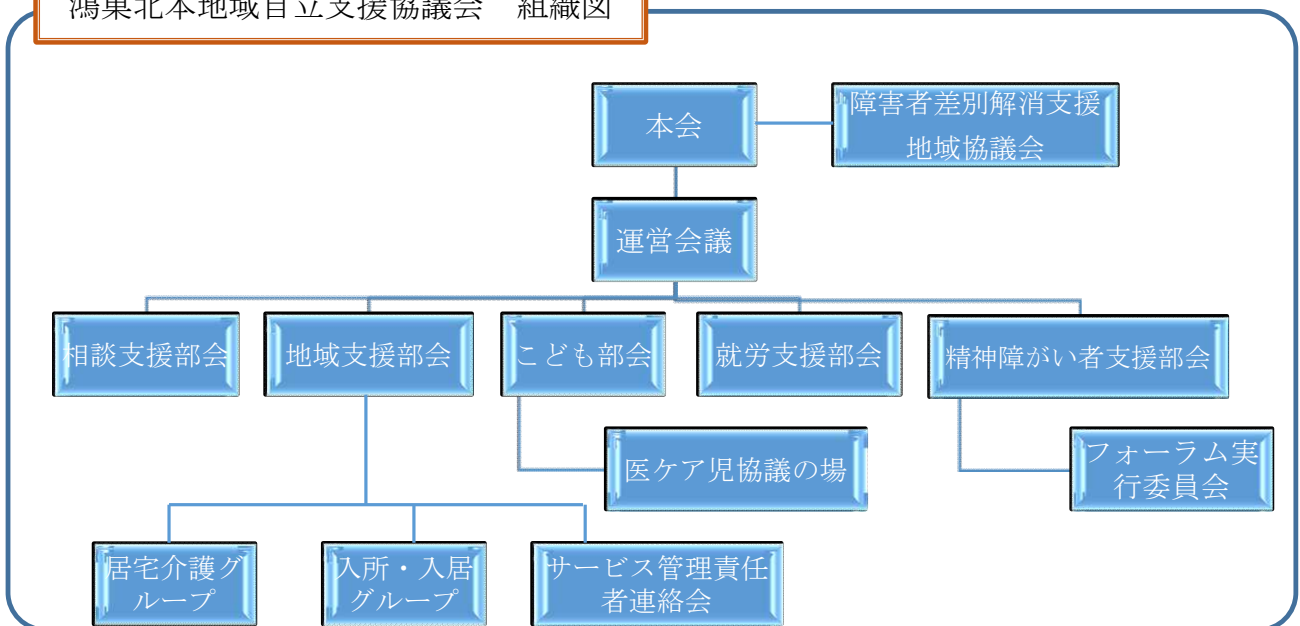 鴻巣北本地域自立支援協議会　組織図
本会
障害者差別解消支援
地域協議会
運営会議
相談支援部会
地域支援部会
こども部会
就労支援部会
精神障がい者支援部会
医ケア児協議の場
フォーラム実
行委員会
居宅介護グ
ループ
入所・入居
グループ
サービス管理責任
者連絡会